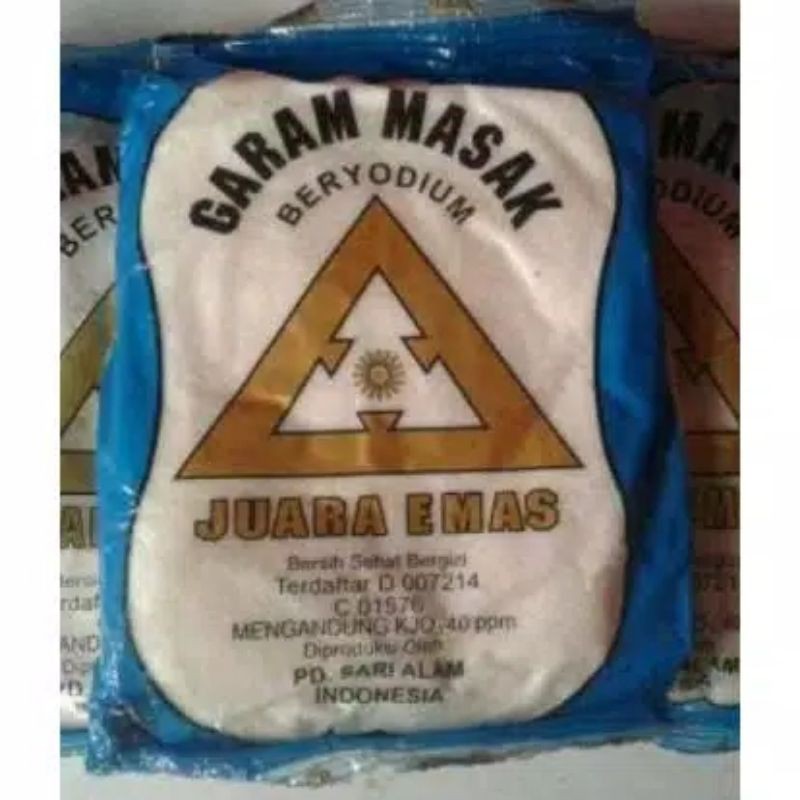 GARAM MASAK
BERYODIUM
JUARA EMAS
Bersih Sehat Bergizi
Terdaftar D 007214
C 01576
MENGANDUNG KJO3 40 ppm
Diproduksi Oleh
PD. SARI ALAM
INDONESIA